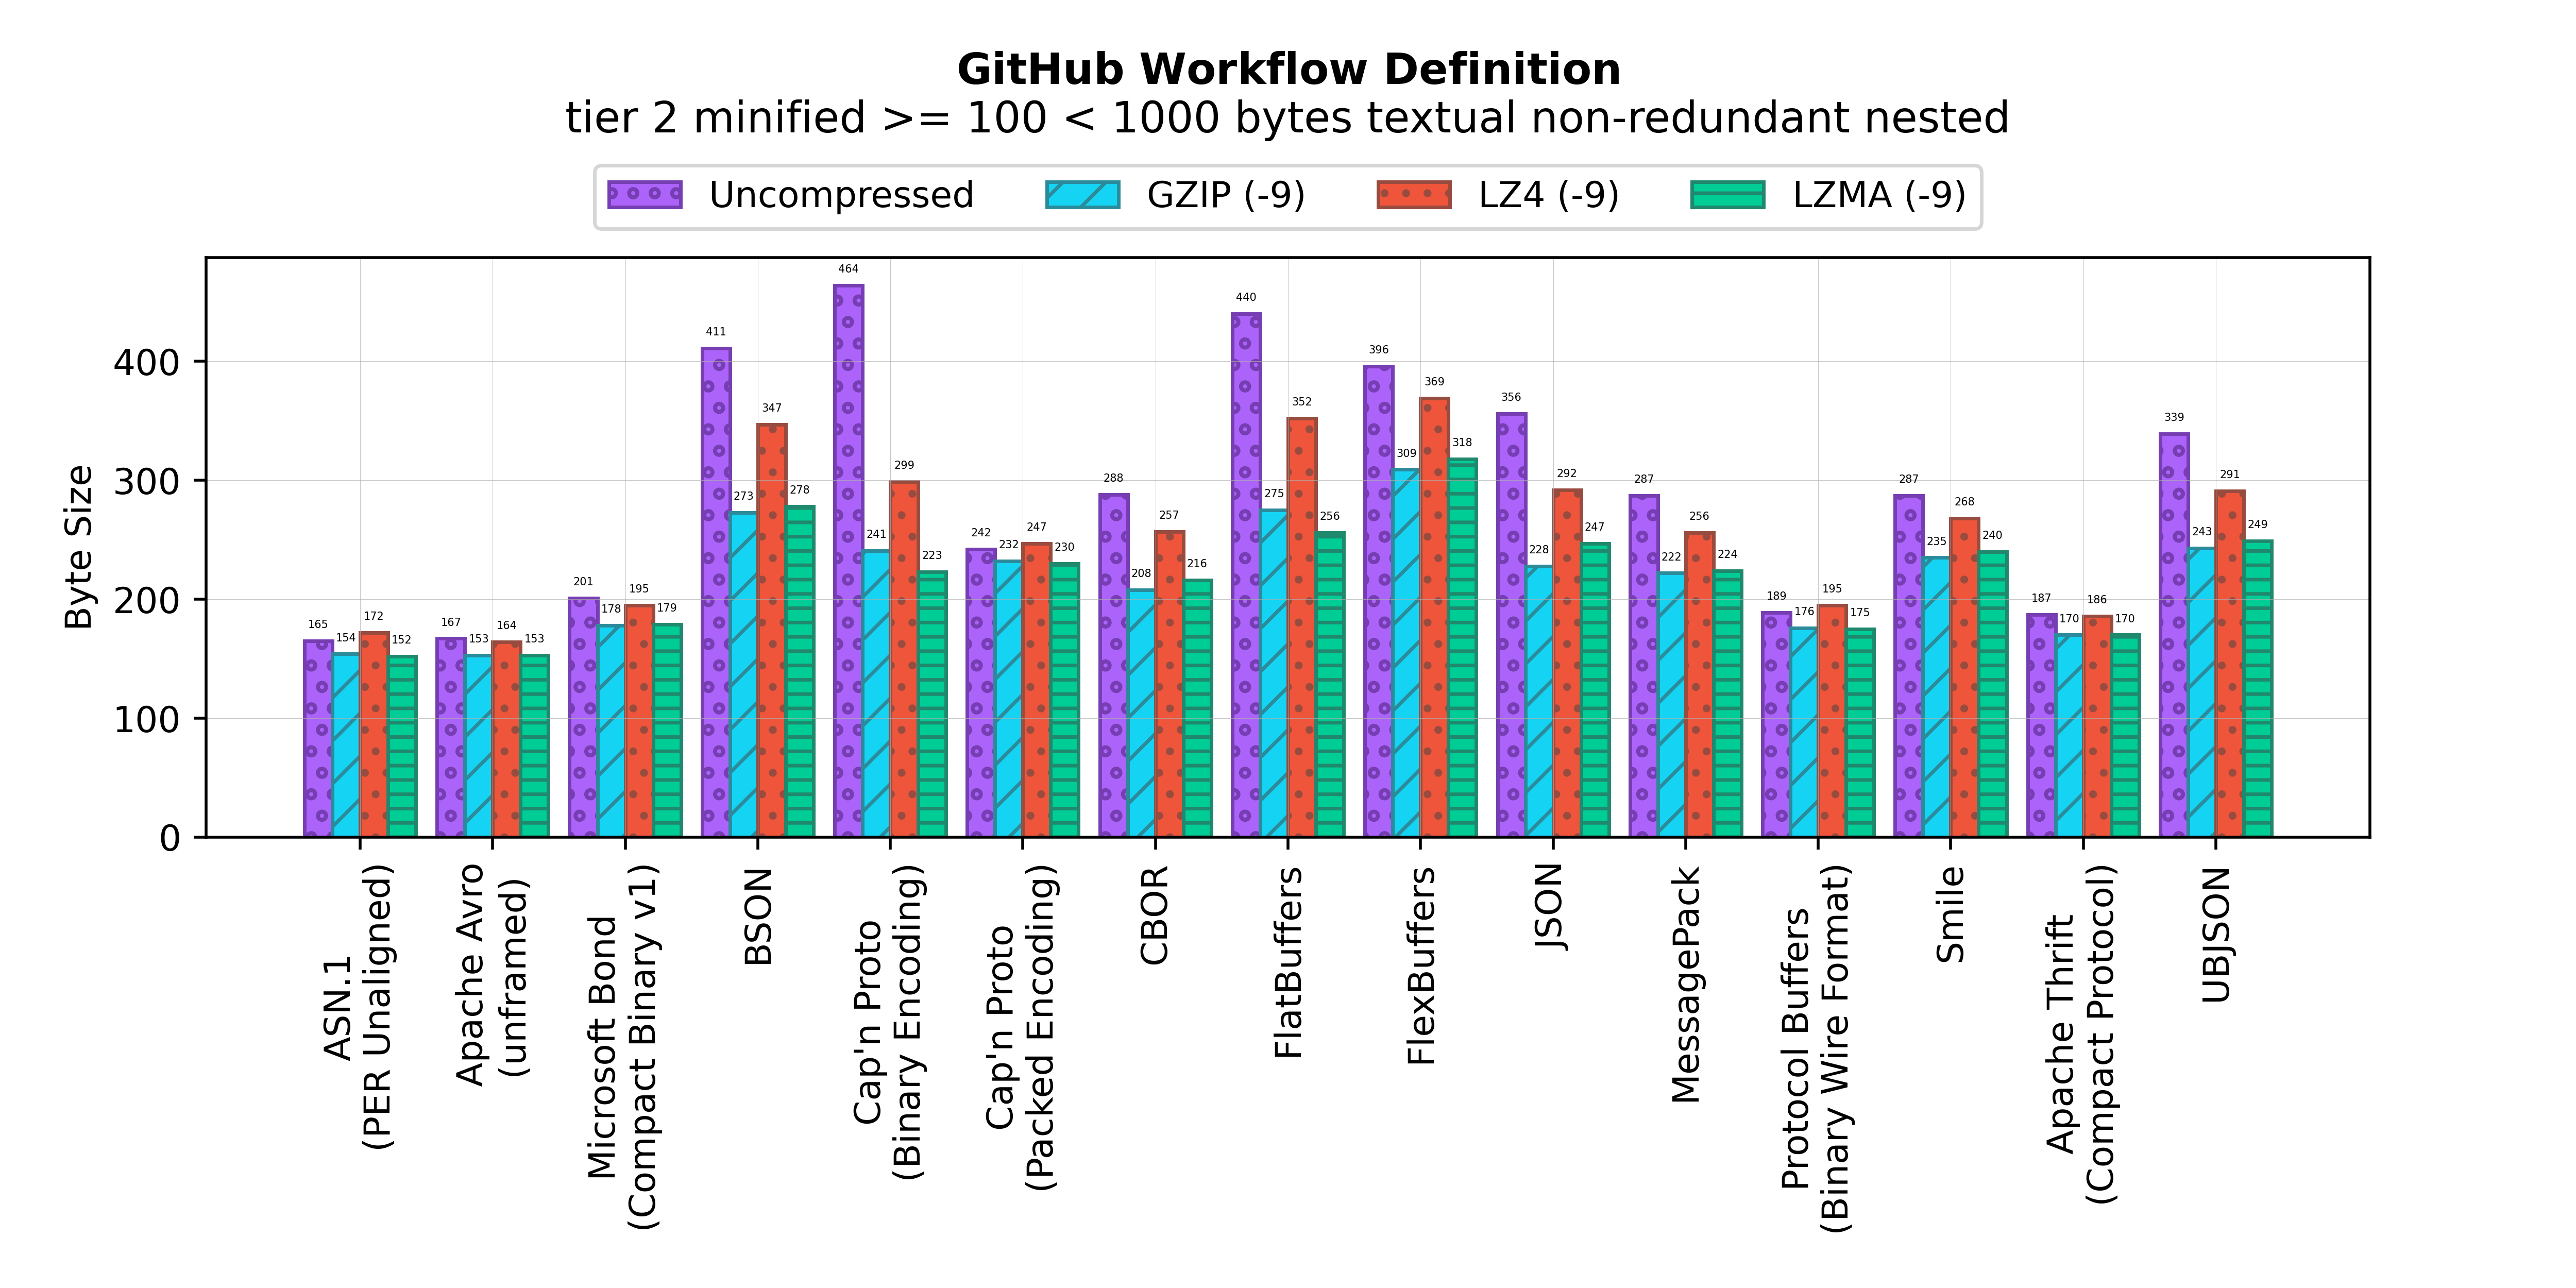 GitHub Workflow Definition
tier 2 minified >= 100 < 1000 bytes textual non-redundant nested
Uncompressed
GZIP (-9)
LZ4 (-9)
LZMA (-9)
Byte Size
400
300
200
100
0
165
154
172
152
167
153
164
153
201
178
195
179
411
273
347
278
464
241
299
223
242
232
247
230
288
208
257
216
440
275
352
256
396
309
369
318
356
228
292
247
287
222
256
224
189
176
195
175
287
235
268
240
187
170
186
170
339
243
291
249
ASN.1
(PER Unaligned)
Apache Avro
(unframed)
Microsoft Bond
(Compact Binary v1)
BSON
Cap'n Proto
(Binary Encoding)
Cap'n Proto
(Packed Encoding)
CBOR
FlatBuffers
FlexBuffers
JSON
MessagePack
Protocol Buffers
(Binary Wire Format)
Smile
Apache Thrift
(Compact Protocol)
UBJSON